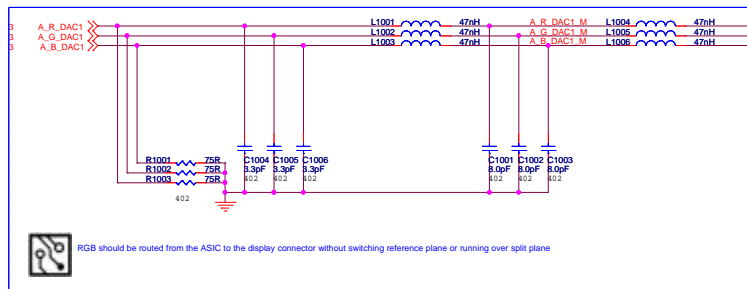 3 A_R_DAC1 L1001 47nH A_R_DAC1_M L1004 47nH
3 A_G_DAC1 L1002 47nH A_G_DAC1_M L1005 47nH
3 A_B_DAC1 L1003 47nH A_B_DAC1_M L1006 47nH
R1001 75R C1004 C1005 C1006 C1001 C1002 C1003
R1002 75R 3.3pF 3.3pF 3.3pF 8.0pF 8.0pF 8.0pF
R1003 75R 402 402 402 402 402 402
402
RGB should be routed from the ASIC to the display connector without switching reference plane or running over split plane